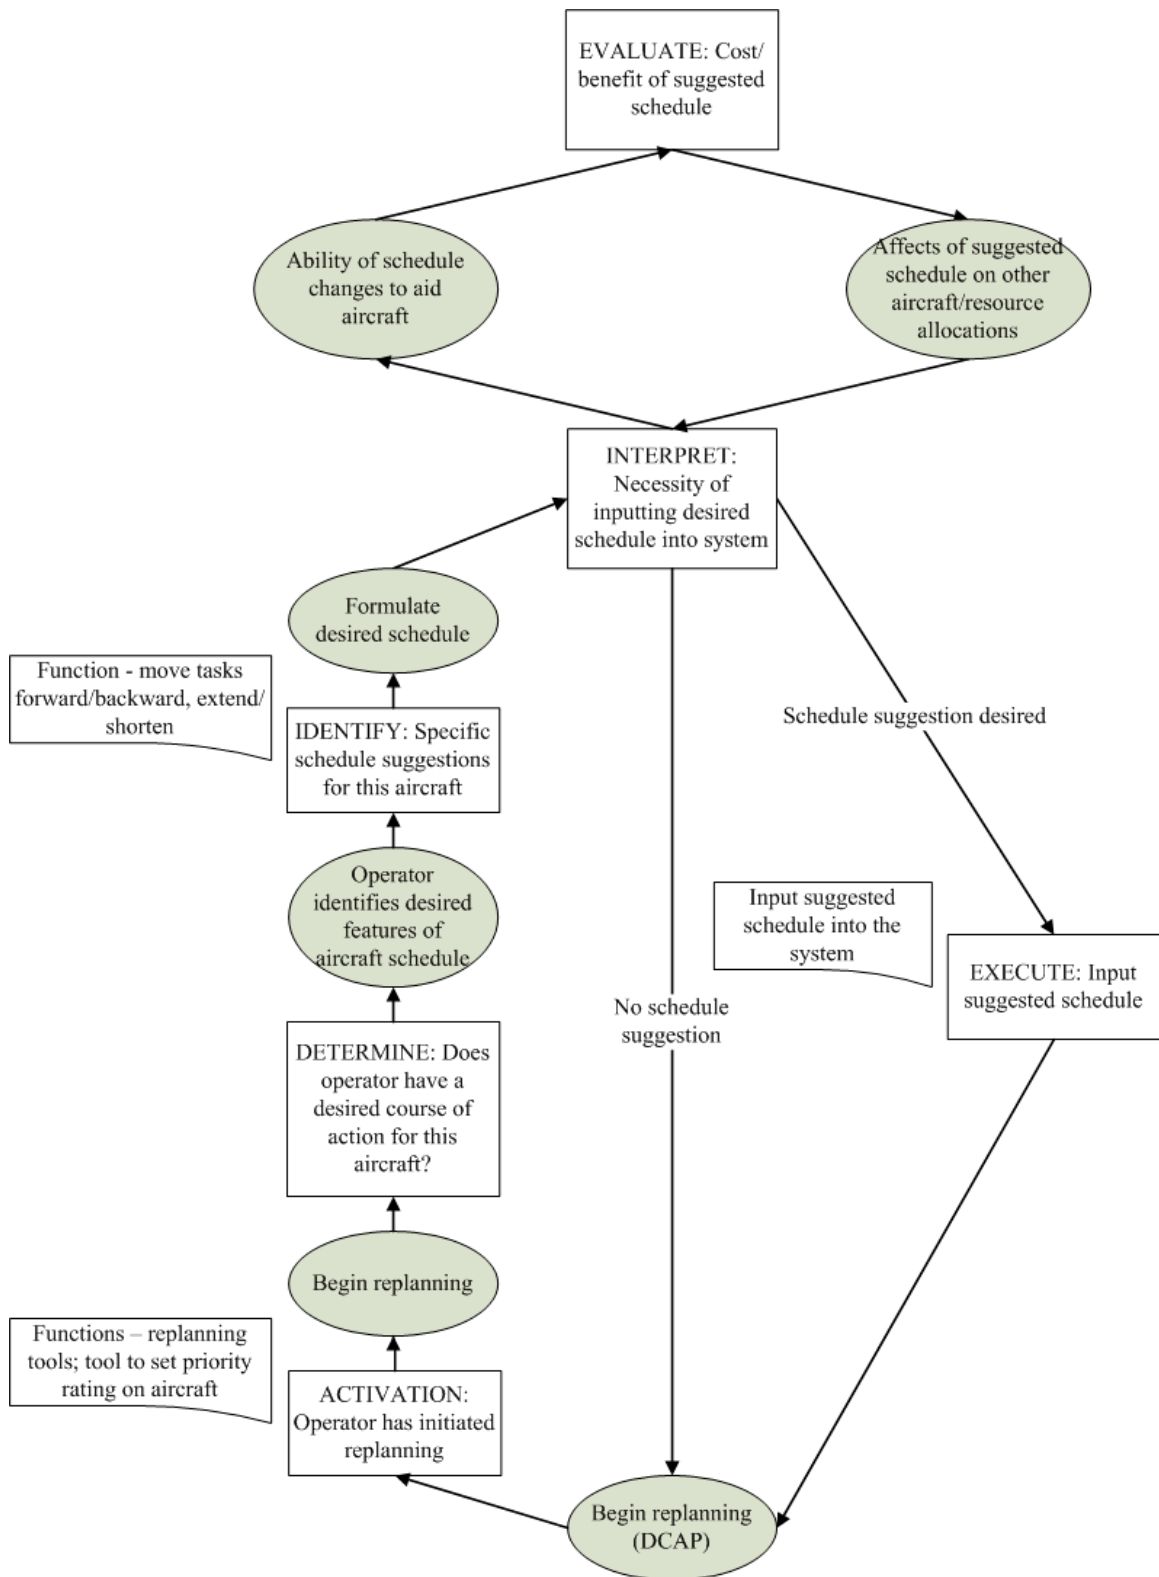 EVALUATE: Cost/
benefit of suggested
schedule
Ability of schedule
changes to aid
aircraft
Affects of suggested
schedule on other
aircraft/resource
allocations
INTERPRET:
Necessity of
inputting desired
schedule into system
Formulate
desired schedule
Function - move tasks
forward/backward, extend/
shorten
IDENTIFY: Specific
schedule suggestions
for this aircraft
Schedule suggestion desired
Operator
identifies desired
features of
aircraft schedule
Input suggested
schedule into the
system
EXECUTE: Input
suggested schedule
No schedule
suggestion
DETERMINE: Does
operator have a
desired course of
action for this
aircraft?
Begin replanning
Functions – replanning
tools; tool to set priority
rating on aircraft
ACTIVATION:
Operator has initiated
replanning
Begin replanning
(DCAP)